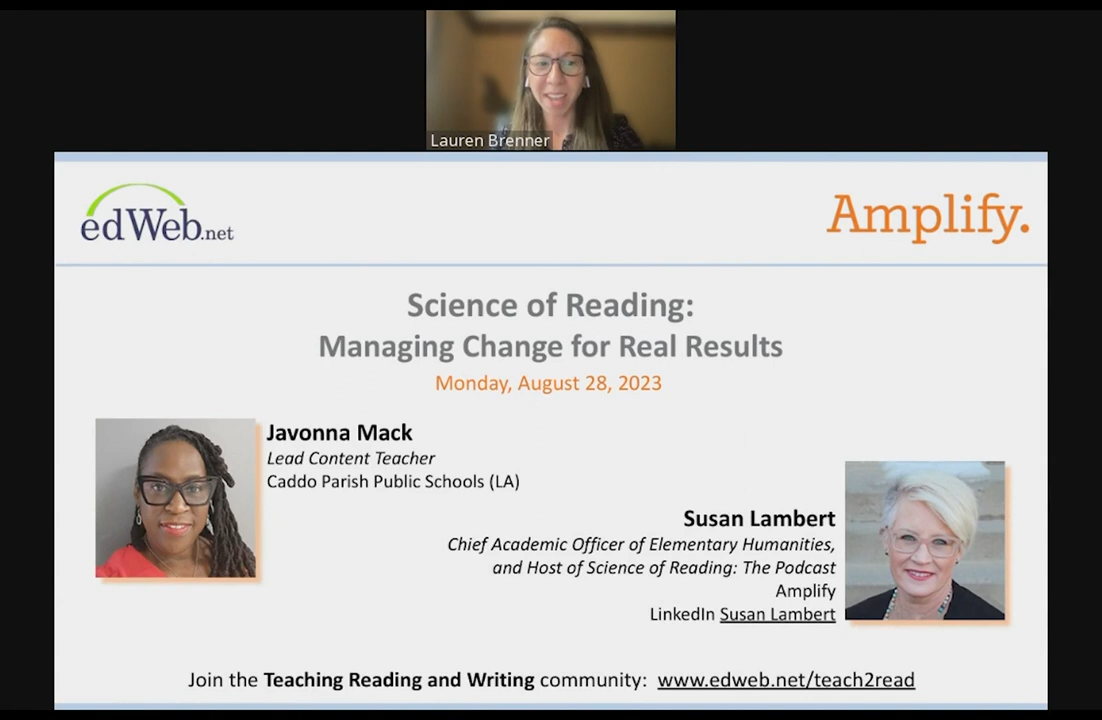 Lauren Brenner
edWeb.net
Amplify.
Science of Reading:
Managing Change for Real Results
Monday, August 28, 2023
Javonna Mack
Lead Content Teacher
Caddo Parish Public Schools (LA)
Susan Lambert
Chief Academic Officer of Elementary Humanities,
and Host of Science of Reading: The Podcast
Amplify
LinkedIn Susan Lambert
Join the Teaching Reading and Writing community: www.edweb.net/teach2read